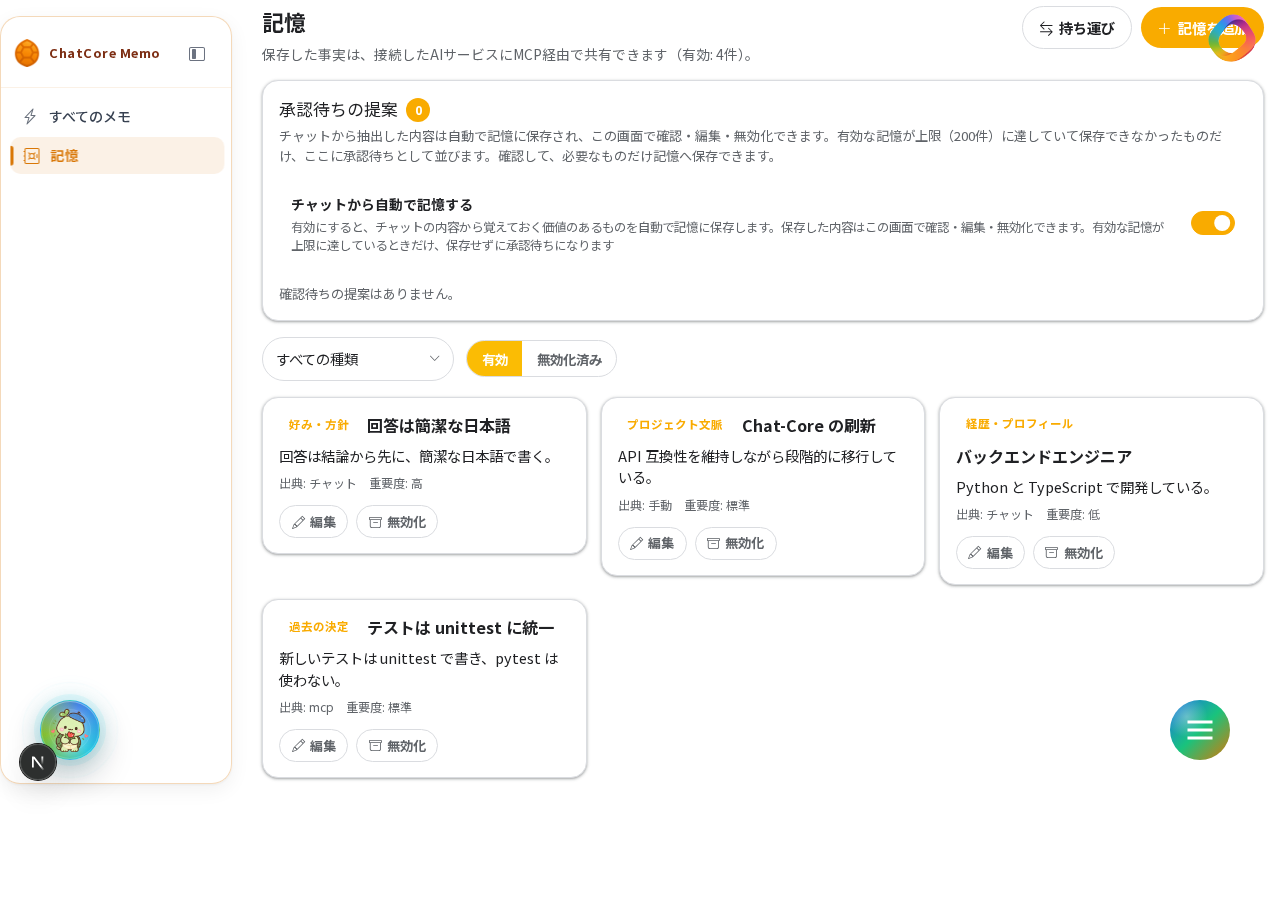 ChatCore Memo
すべてのメモ
記憶
記憶
保存した事実は、接続したAIサービスにMCP経由で共有できます（有効: 4件）。
持ち運び
記憶を追加
承認待ちの提案 0
チャットから抽出した内容は自動で記憶に保存され、この画面で確認・編集・無効化できます。有効な記憶が上限（200件）に達していて保存できなかったものだ
け、ここに承認待ちとして並びます。確認して、必要なものだけ記憶へ保存できます。
チャットから自動で記憶する
有効にすると、チャットの内容から覚えておく価値のあるものを自動で記憶に保存します。保存した内容はこの画面で確認・編集・無効化できます。有効な記憶が
上限に達しているときだけ、保存せずに承認待ちになります
確認待ちの提案はありません。
すべての種類
有効 無効化済み
好み・方針 回答は簡潔な日本語
回答は結論から先に、簡潔な日本語で書く。
出典: チャット 重要度: 高
編集 無効化
プロジェクト文脈 Chat-Core の刷新
API 互換性を維持しながら段階的に移行して
いる。
出典: 手動 重要度: 標準
編集 無効化
経歴・プロフィール
バックエンドエンジニア
Python と TypeScript で開発している。
出典: チャット 重要度: 低
編集 無効化
過去の決定 テストは unittest に統一
新しいテストは unittest で書き、pytest は
使わない。
出典: mcp 重要度: 標準
編集 無効化
N